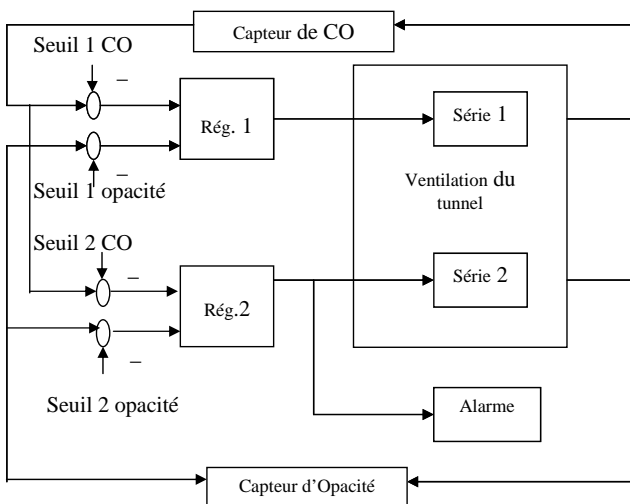 Capteur de CO
Seuil 1 CO
–
Rég. 1
Série 1
–
Seuil 1 opacité
Ventilation du
tunnel
Seuil 2 CO
–
Rég.2
Série 2
–
Seuil 2 opacité
Alarme
Capteur d’Opacité